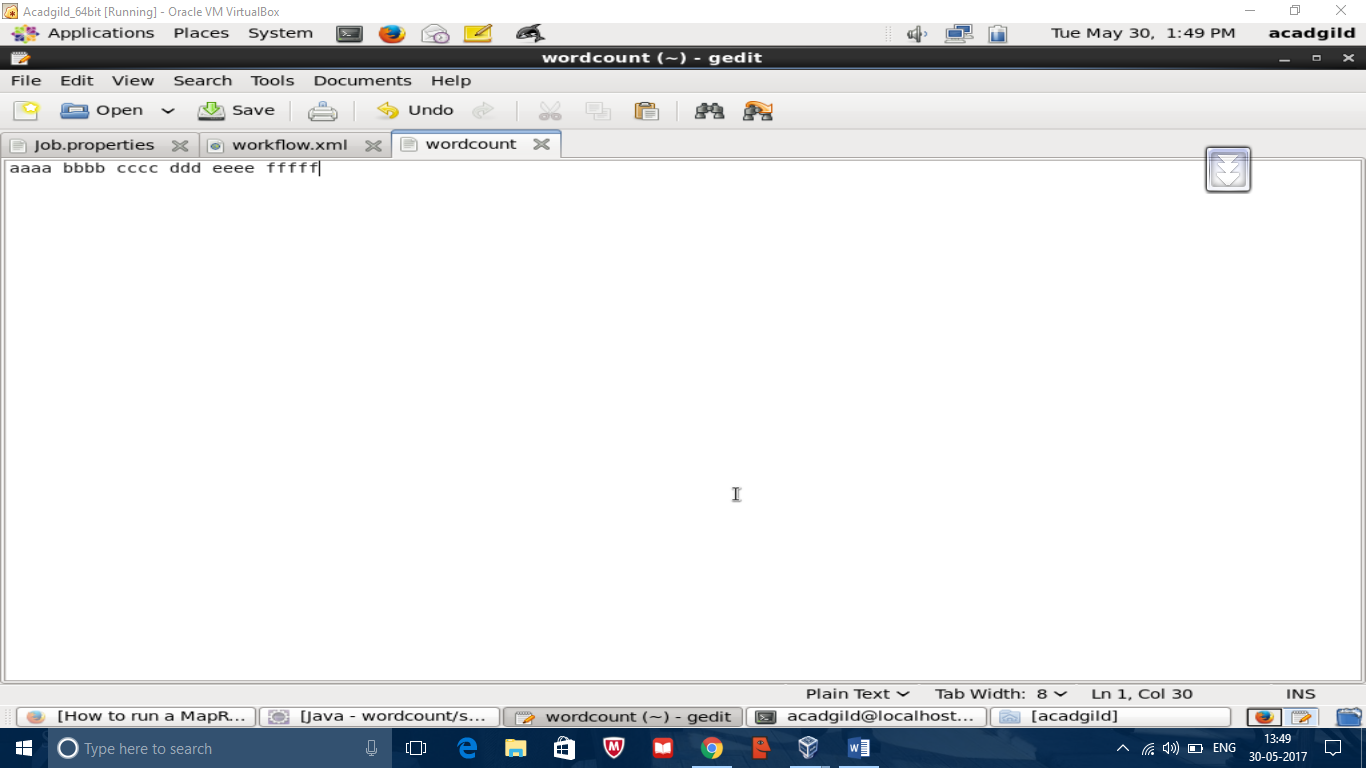 Acadgild_64bit [Running] - Oracle VM VirtualBox
Applications Places System Tue May 30, 1:49 PM acadgild
wordcount (~) - gedit
File Edit View Search Tools Documents Help
Open Save Undo
Job.properties workflow.xml wordcount
aaaa bbbb cccc ddd eeee fffff
Plain Text Tab Width: 8 Ln 1, Col 30 INS
[How to run a MapR... [Java - wordcount/s... wordcount (~) - gedit acadgild@localhost... [acadgild]
Type here to search ENG 13:49
30-05-2017